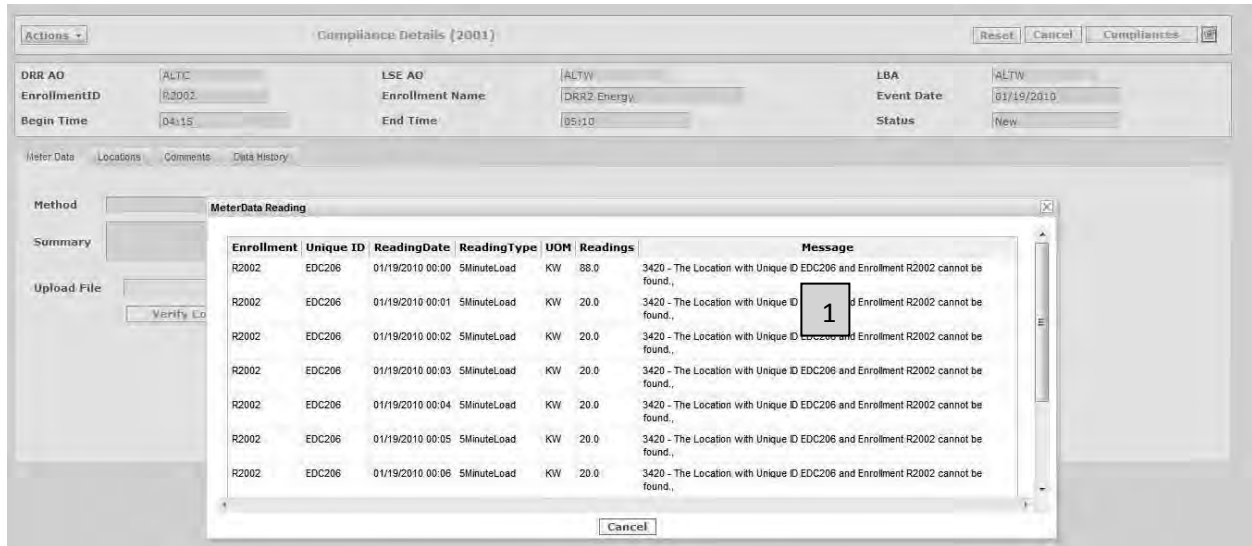 Actions Compliance Details (2001) Reset Cancel Compliances
DRR AO ALTC LSE AO ALTW LBA ALTW
EnrollmentID R2002 Enrollment Name DRR2 Energy Event Date 01/19/2010
Begin Time 04:15 End Time 05:10 Status New
Meter Data Locations Comments Data History
Method
MeterData Reading
Summary
Upload File
Verify Co
Enrollment Unique ID ReadingDate ReadingType UOM Readings Message
R2002 EDC206 01/19/2010 00:00 5MinuteLoad KW 88.0 3420 - The Location with Unique ID EDC206 and Enrollment R2002 cannot be
found.,
R2002 EDC206 01/19/2010 00:01 5MinuteLoad KW 20.0 3420 - The Location with Unique ID 1 d Enrollment R2002 cannot be
found.,
R2002 EDC206 01/19/2010 00:02 5MinuteLoad KW 20.0 3420 - The Location with Unique ID EDC206 and Enrollment R2002 cannot be
found.,
R2002 EDC206 01/19/2010 00:03 5MinuteLoad KW 20.0 3420 - The Location with Unique ID EDC206 and Enrollment R2002 cannot be
found.,
R2002 EDC206 01/19/2010 00:04 5MinuteLoad KW 20.0 3420 - The Location with Unique ID EDC206 and Enrollment R2002 cannot be
found.,
R2002 EDC206 01/19/2010 00:05 5MinuteLoad KW 20.0 3420 - The Location with Unique ID EDC206 and Enrollment R2002 cannot be
found.,
R2002 EDC206 01/19/2010 00:06 5MinuteLoad KW 20.0 3420 - The Location with Unique ID EDC206 and Enrollment R2002 cannot be
found.,
Cancel